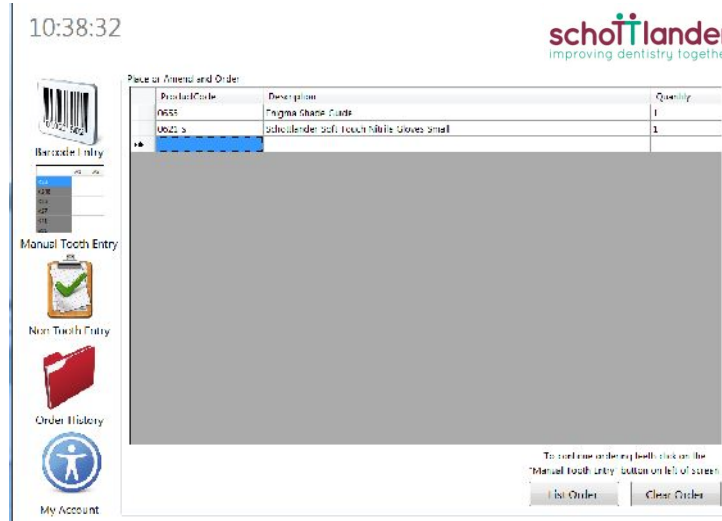 10:38:32
schottlander
improving dentistry together
Place or Amend and Order
ProductCode Description Quantity
Enigma Shade Guide 1
0621 S Schottlander Soft Touch Nitrile Gloves Small 1
Barcode Entry
Manual Tooth Entry
Non Tooth Entry
Order History
My Account
To continue ordering teeth click on the
"Manual Tooth Entry" button on left of screen
List Order Clear Order